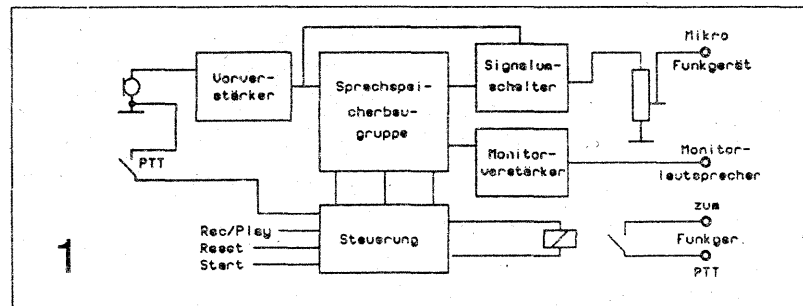 Vorver-
stärker
Sprachspei-
cherbau-
gruppe
Signalum-
schalter
Mikro
Funkgerät
PTT
Monitor-
verstärker
Monitor-
lautsprecher
Rec/Play
Reset
Start
Steuerung
zum
Funkger.
PTT
1